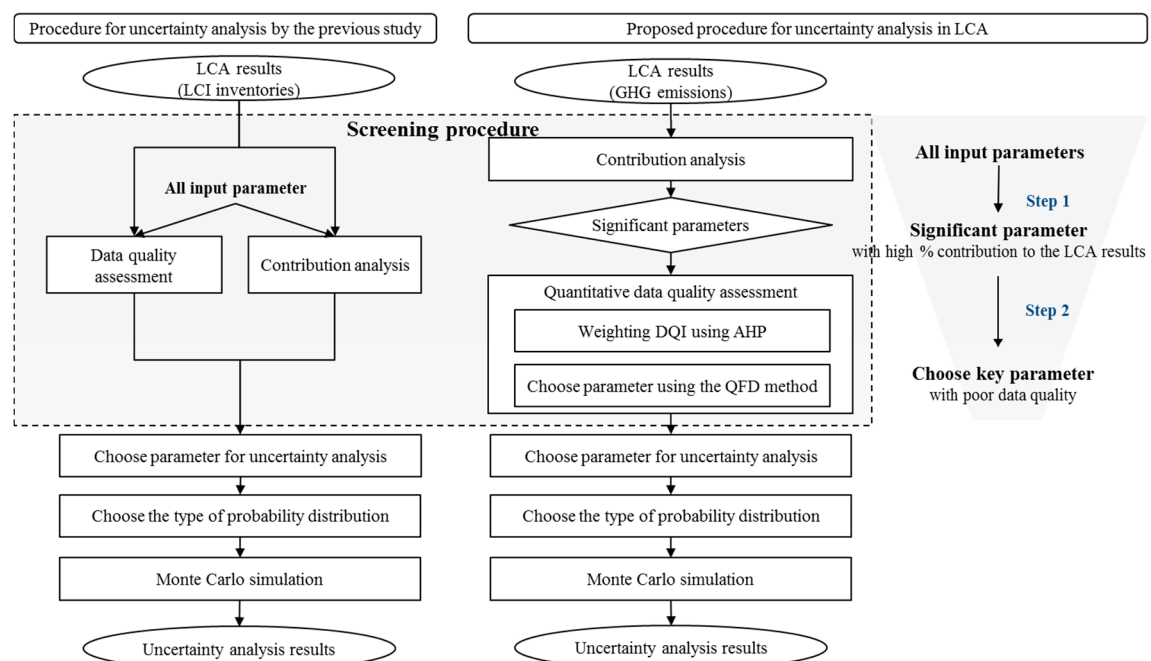 Procedure for uncertainty analysis by the previous study
Proposed procedure for uncertainty analysis in LCA
LCA results
(LCI inventories)
LCA results
(GHG emissions)
Screening procedure
All input parameter
Data quality
assessment
Contribution analysis
Contribution analysis
Significant parameters
Quantitative data quality assessment
Weighting DQI using AHP
Choose parameter using the QFD method
All input parameters
Step 1
Significant parameter
with high % contribution to the LCA results
Step 2
Choose key parameter
with poor data quality
Choose parameter for uncertainty analysis
Choose the type of probability distribution
Monte Carlo simulation
Uncertainty analysis results
Choose parameter for uncertainty analysis
Choose the type of probability distribution
Monte Carlo simulation
Uncertainty analysis results